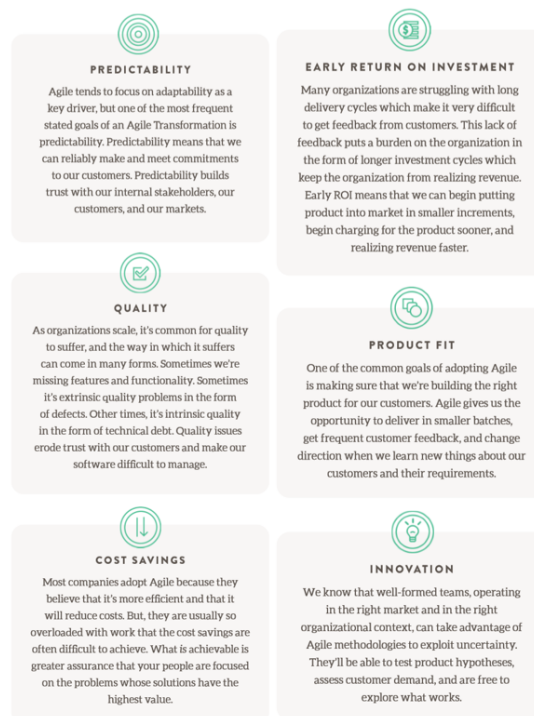 PREDICTABILITY
Agile tends to focus on adaptability as a
key driver, but one of the most frequent
stated goals of an Agile Transformation is
predictability. Predictability means that we
can reliably make and meet commitments
to our customers. Predictability builds
trust with our internal stakeholders, our
customers, and our markets.
EARLY RETURN ON INVESTMENT
Many organizations are struggling with long
delivery cycles which make it very difficult
to get feedback from customers. This lack of
feedback puts a burden on the organization in
the form of longer investment cycles which
keep the organization from realizing revenue.
Early ROI means that we can begin putting
product into market in smaller increments,
begin charging for the product sooner, and
realizing revenue faster.
QUALITY
As organizations scale, it's common for quality
to suffer, and the way in which it suffers
can come in many forms. Sometimes we're
missing features and functionality. Sometimes
it's extrinsic quality problems in the form
of defects. Other times, it's intrinsic quality
in the form of technical debt. Quality issues
erode trust with our customers and make our
software difficult to manage.
PRODUCT FIT
One of the common goals of adopting Agile
is making sure that we're building the right
product for our customers. Agile gives us the
opportunity to deliver in smaller batches,
get frequent customer feedback, and change
direction when we learn new things about our
customers and their requirements.
COST SAVINGS
Most companies adopt Agile because they
believe that it's more efficient and that it
will reduce costs. But, they are usually so
overloaded with work that the cost savings are
often difficult to achieve. What is achievable is
greater assurance that your people are focused
on the problems whose solutions have the
highest value.
INNOVATION
We know that well-formed teams, operating
in the right market and in the right
organizational context, can take advantage of
Agile methodologies to exploit uncertainty.
They'll be able to test product hypotheses,
assess customer demand, and are free to
explore what works.